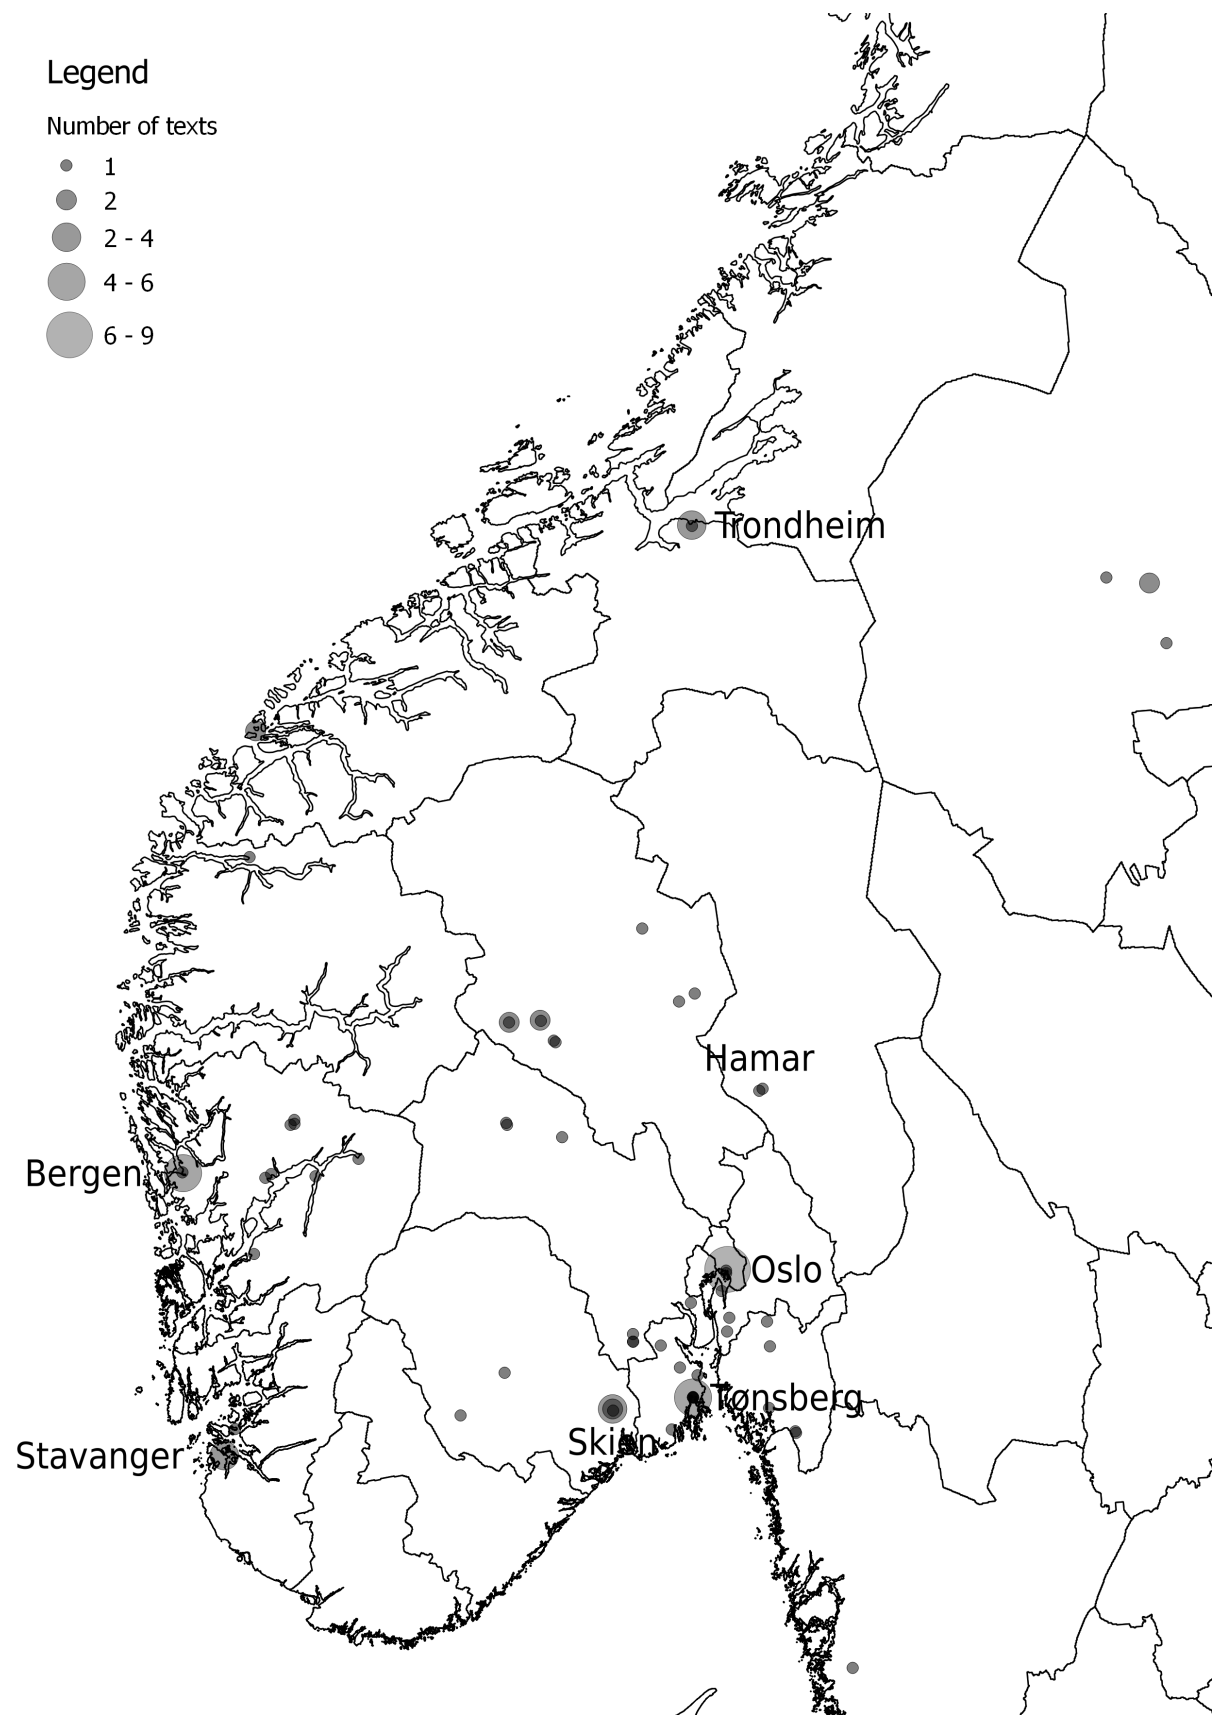 Legend
Number of texts
1
2
2 - 4
4 - 6
6 - 9
Trondheim
Hamar
Bergen
Oslo
Tønsberg
Skien
Stavanger